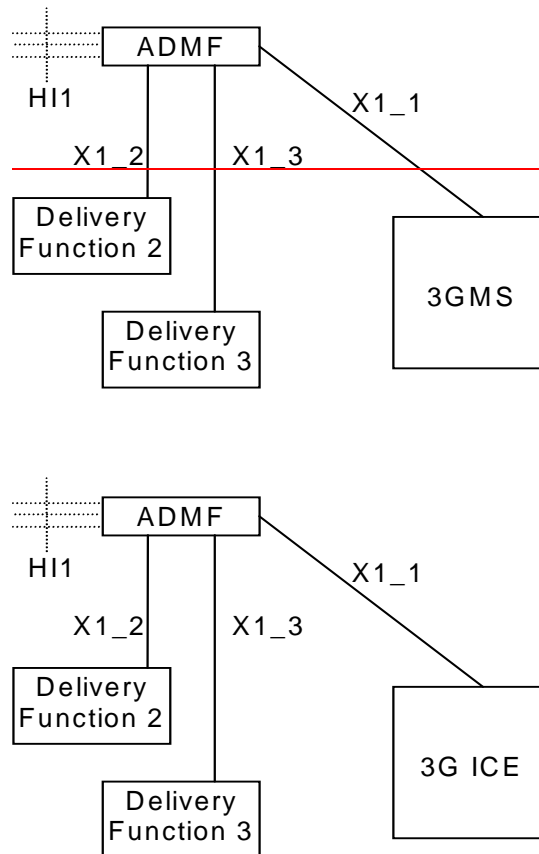 ADMF
HI1
X1_1
X1_2
X1_3
Delivery
Function 2
3GMS
Delivery
Function 3
ADMF
HI1
X1_1
X1_2
X1_3
Delivery
Function 2
3G ICE
Delivery
Function 3